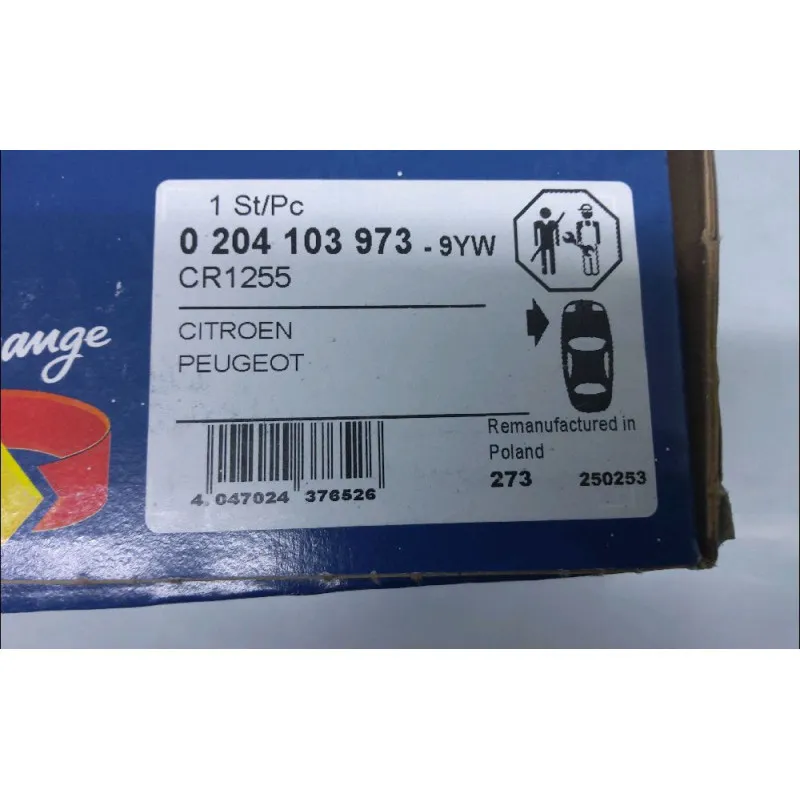 1 St/Pc
0 204 103 973 - 9YW
CR1255
CITROEN
PEUGEOT
ange
Remanufactured in
Poland
273 250253
4 047024 376526